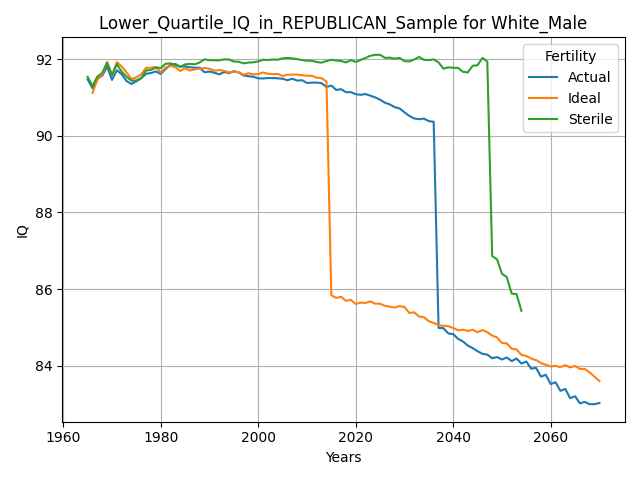 Lower_Quartile_IQ_in_REPUBLICAN_Sample for White_Male
Fertility
Actual
Ideal
Sterile
IQ
92
90
88
86
84
1960
1980
2000
2020
2040
2060
Years